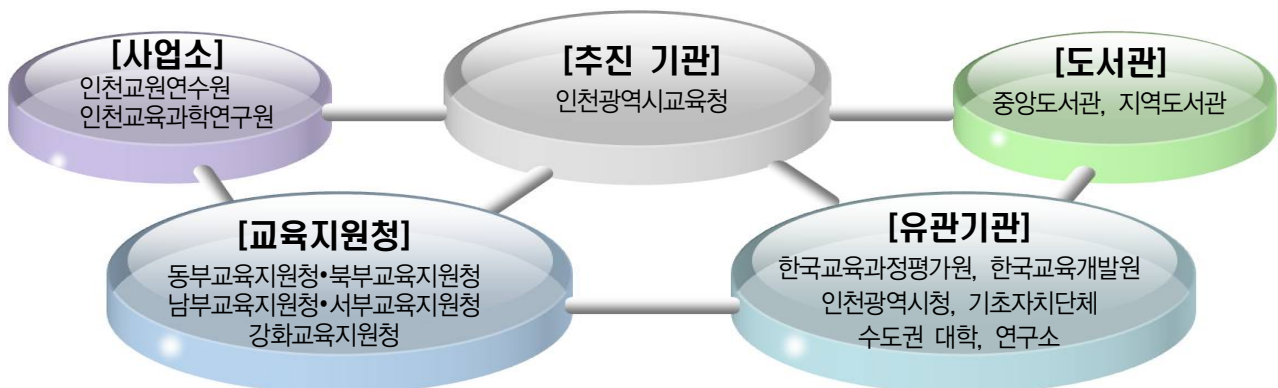 [사업소]
인천교원연수원
인천교육과학연구원
[추진 기관]
인천광역시교육청
[도서관]
중앙도서관, 지역도서관
[교육지원청]
동부교육지원청•북부교육지원청
남부교육지원청•서부교육지원청
강화교육지원청
[유관기관]
한국교육과정평가원, 한국교육개발원
인천광역시청, 기초자치단체
수도권 대학, 연구소